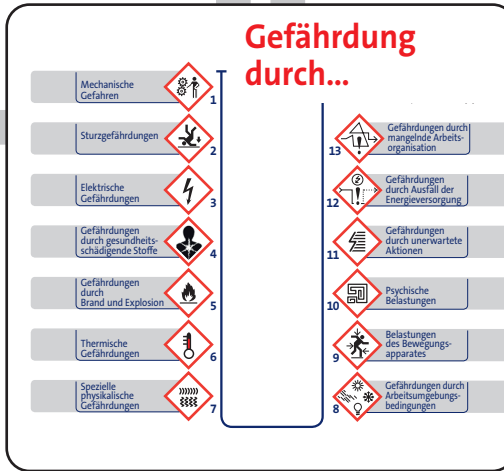 Gefährdung
durch...
Mechanische
Gefahren
1
Sturzgefährdungen
2
Elektrische
Gefährdungen
3
Gefährdungen
durch gesundheits-
schädigende Stoffe
4
Gefährdungen
durch
Brand und Explosion
5
Thermische
Gefährdungen
6
Spezielle
physikalische
Gefährdungen
7
Gefährdungen durch
mangelnde Arbeits-
organisation
13
Gefährdungen
durch Ausfall der
Energieversorgung
12
Gefährdungen
durch unerwartete
Aktionen
11
Psychische
Belastungen
10
Belastungen
des Bewegungs-
apparates
9
Gefährdungen durch
Arbeitsumgebungs-
bedingungen
8